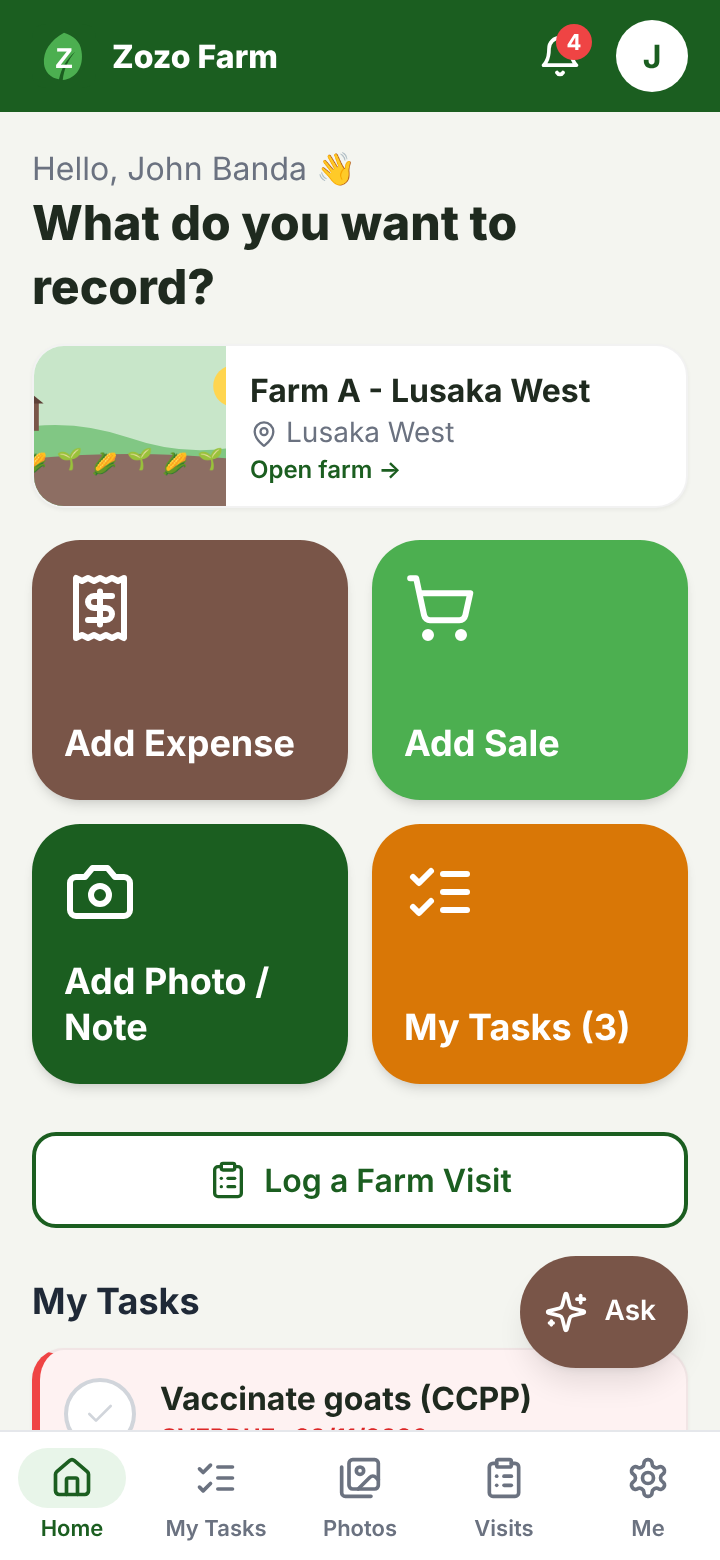 Z
Zozo Farm
4
J
Hello, John Banda 👋
What do you want to
record?
Farm A - Lusaka West
Lusaka West
Open farm →
Add Expense
Add Sale
Add Photo /
Note
My Tasks (3)
Log a Farm Visit
My Tasks
Ask
Vaccinate goats (CCPP)
Home
My Tasks
Photos
Visits
Me